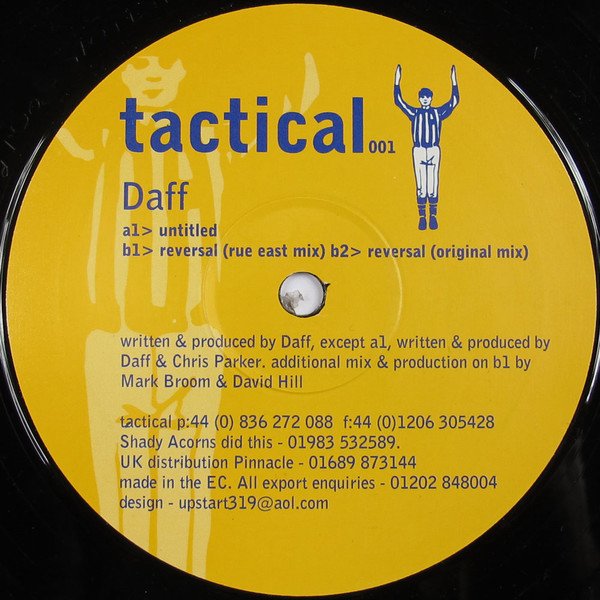 tactical 001
Daff
a1> untitled
b1> reversal (rue east mix) b2> reversal (original mix)
written & produced by Daff, except a1, written & produced by
Daff & Chris Parker. additional mix & production on b1 by
Mark Broom & David Hill
tactical p:44 (0) 836 272 088 f:44 (0)1206 305428
Shady Acorns did this - 01983 532589.
UK distribution Pinnacle - 01689 873144
made in the EC. All export enquiries - 01202 848004
design - upstart319@aol.com